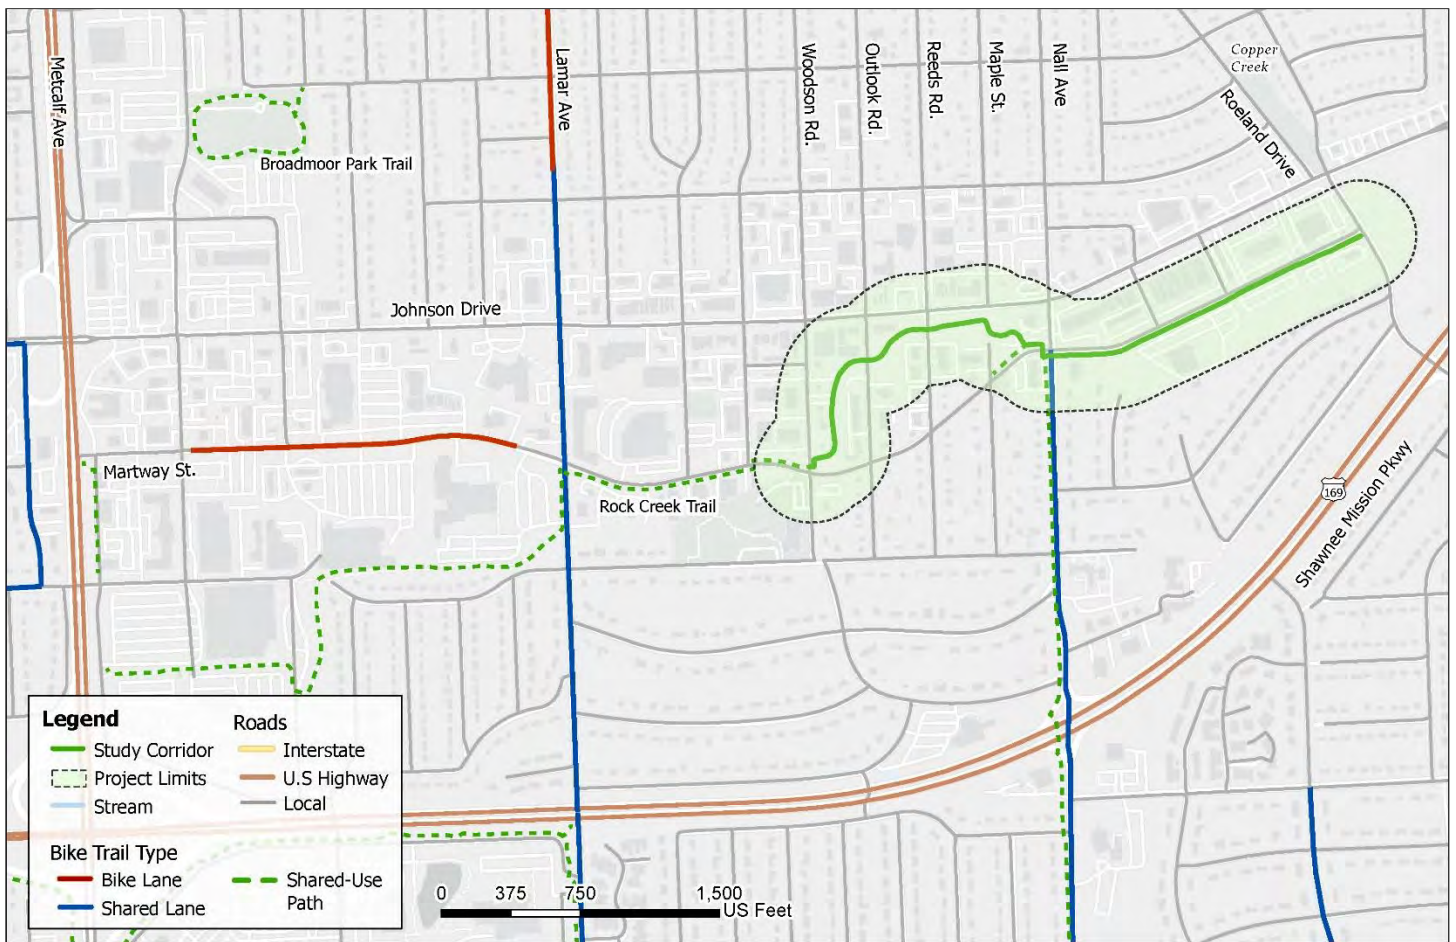 Metcalf Ave
Lamar Ave
Woodson Rd.
Outlook Rd.
Reeds Rd.
Maple St.
Nall Ave
Copper
Creek
Roeland Drive
Broadmoor Park Trail
Johnson Drive
Martway St.
Rock Creek Trail
169
Shawnee Mission Pkwy
Legend
Study Corridor
Project Limits
Stream
Roads
Interstate
U.S Highway
Local
Bike Trail Type
Bike Lane
Shared Lane
Shared-Use
Path
0 375 750 1,500
US Feet